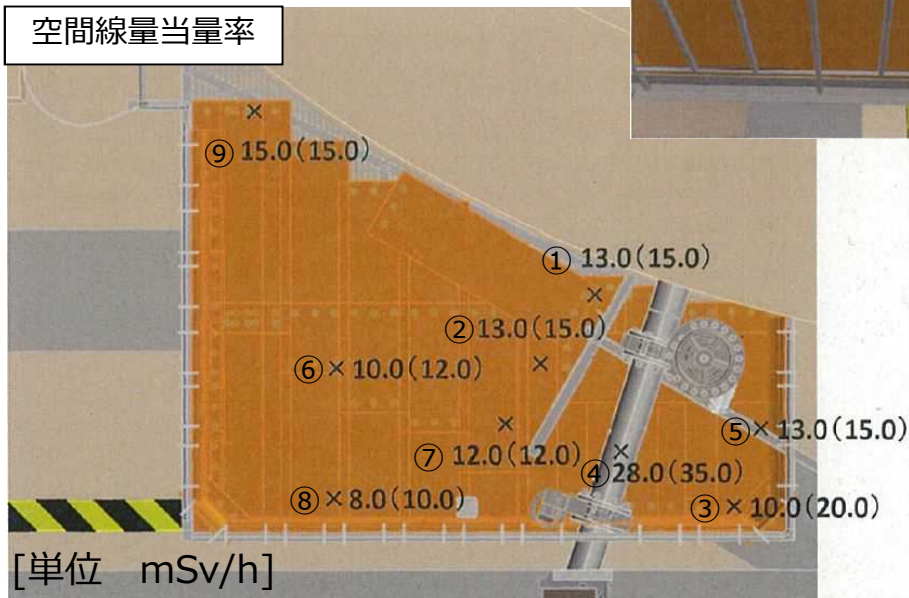 空間線量当量率
⑨ 15.0(15.0)
① 13.0(15.0)
② 13.0(15.0)
⑥ × 10.0(12.0)
⑤ × 13.0(15.0)
⑦ 12.0(12.0)
④ 28.0(35.0)
⑧ × 8.0(10.0)
③ × 10.0(20.0)
[単位 mSv/h]